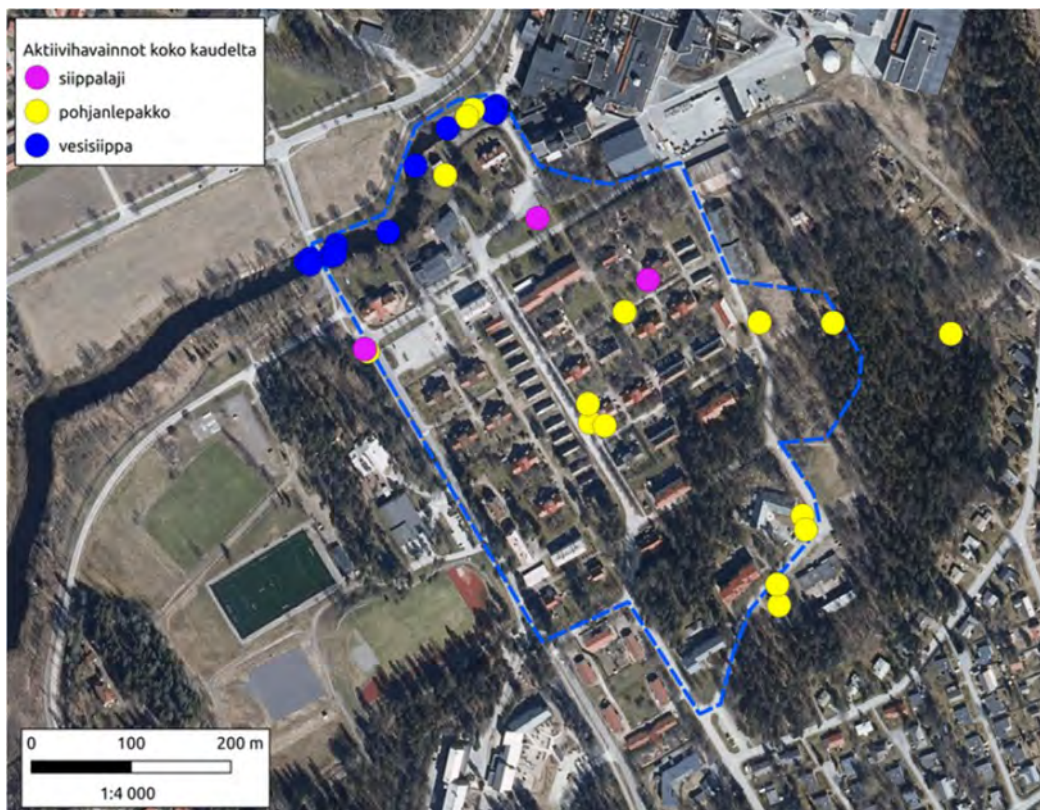 Aktiivihavainnot koko kaudelta
siippalaji
pohjanlepakko
vesisiippa
0 100 200 m
1:4 000